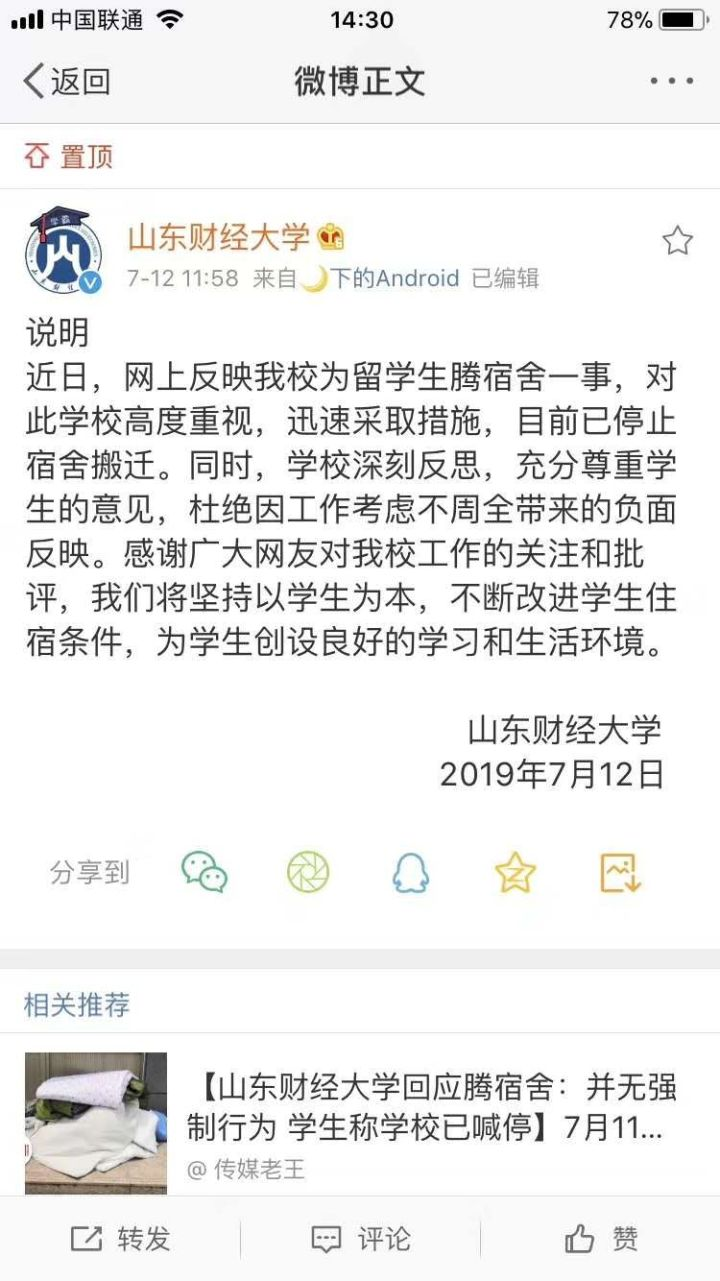 中国联通 14:30 78%
返回 微博正文
置顶
学霸
山东财经大学
7-12 11:58 来自🌙下的Android 已编辑
说明
近日，网上反映我校为留学生腾宿舍一事，对
此学校高度重视，迅速采取措施，目前已停止
宿舍搬迁。同时，学校深刻反思，充分尊重学
生的意见，杜绝因工作考虑不周全带来的负面
反映。感谢广大网友对我校工作的关注和批
评，我们将坚持以学生为本，不断改进学生住
宿条件，为学生创设良好的学习和生活环境。
山东财经大学
2019年7月12日
分享到
相关推荐
【山东财经大学回应腾宿舍：并无强
制行为 学生称学校已喊停】7月11...
@ 传媒老王
转发 评论 赞